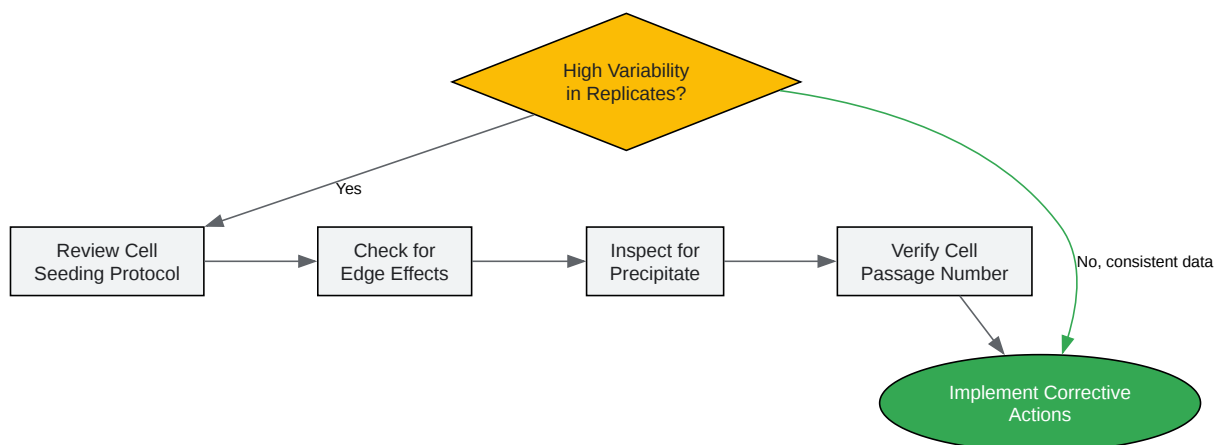 High Variability
in Replicates?
Yes
Review Cell
Seeding Protocol
Check for
Edge Effects
Inspect for
Precipitate
Verify Cell
Passage Number
No, consistent data
Implement Corrective
Actions